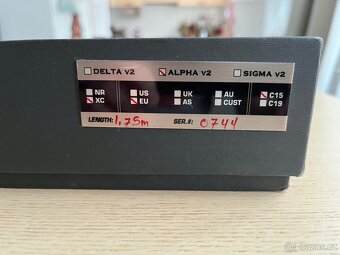 DELTA v2 ALPHA v2 SIGMA v2
NR US UK AU C15
XC EU AS CUST C19
LENGTH: 1,75m SER.#: 0744